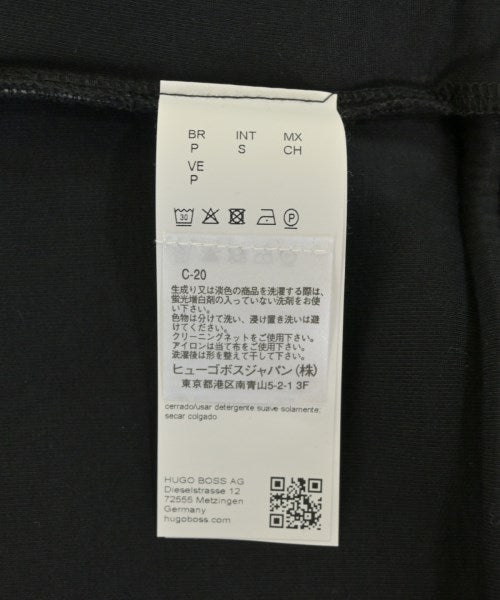 BR INT MX
P S CH
VE
P
30 P
C-20
生成り又は淡色の商品を洗濯する際は、
蛍光増白剤の入っていない洗剤をお使
い下さい。
色物は分けて洗い、浸け置き洗いは避
けてください。
クリーニングネットをご使用下さい。
アイロンは当て布をご使用下さい。
洗濯後は形を整えて干して下さい。
ヒューゴボスジャパン(株)
東京都港区南青山5-2-1 3F
cerrado/usar detergente suave solamente;
secar colgado
HUGO BOSS AG
Dieselstrasse 12
72555 Metzingen
Germany
hugoboss.com